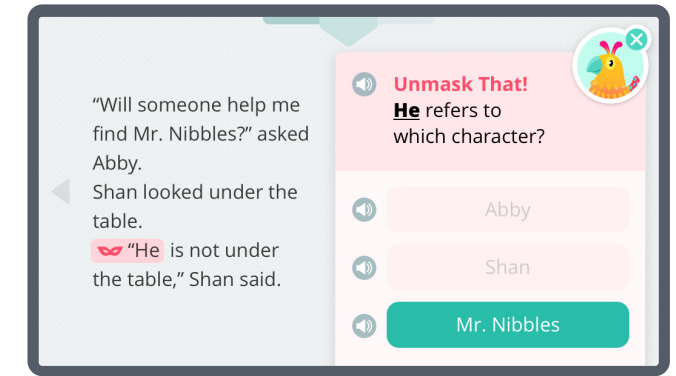 “Will someone help me
find Mr. Nibbles?” asked
Abby.
Shan looked under the
table.
“He is not under
the table,” Shan said.
Unmask That!
He refers to
which character?
Abby
Shan
Mr. Nibbles